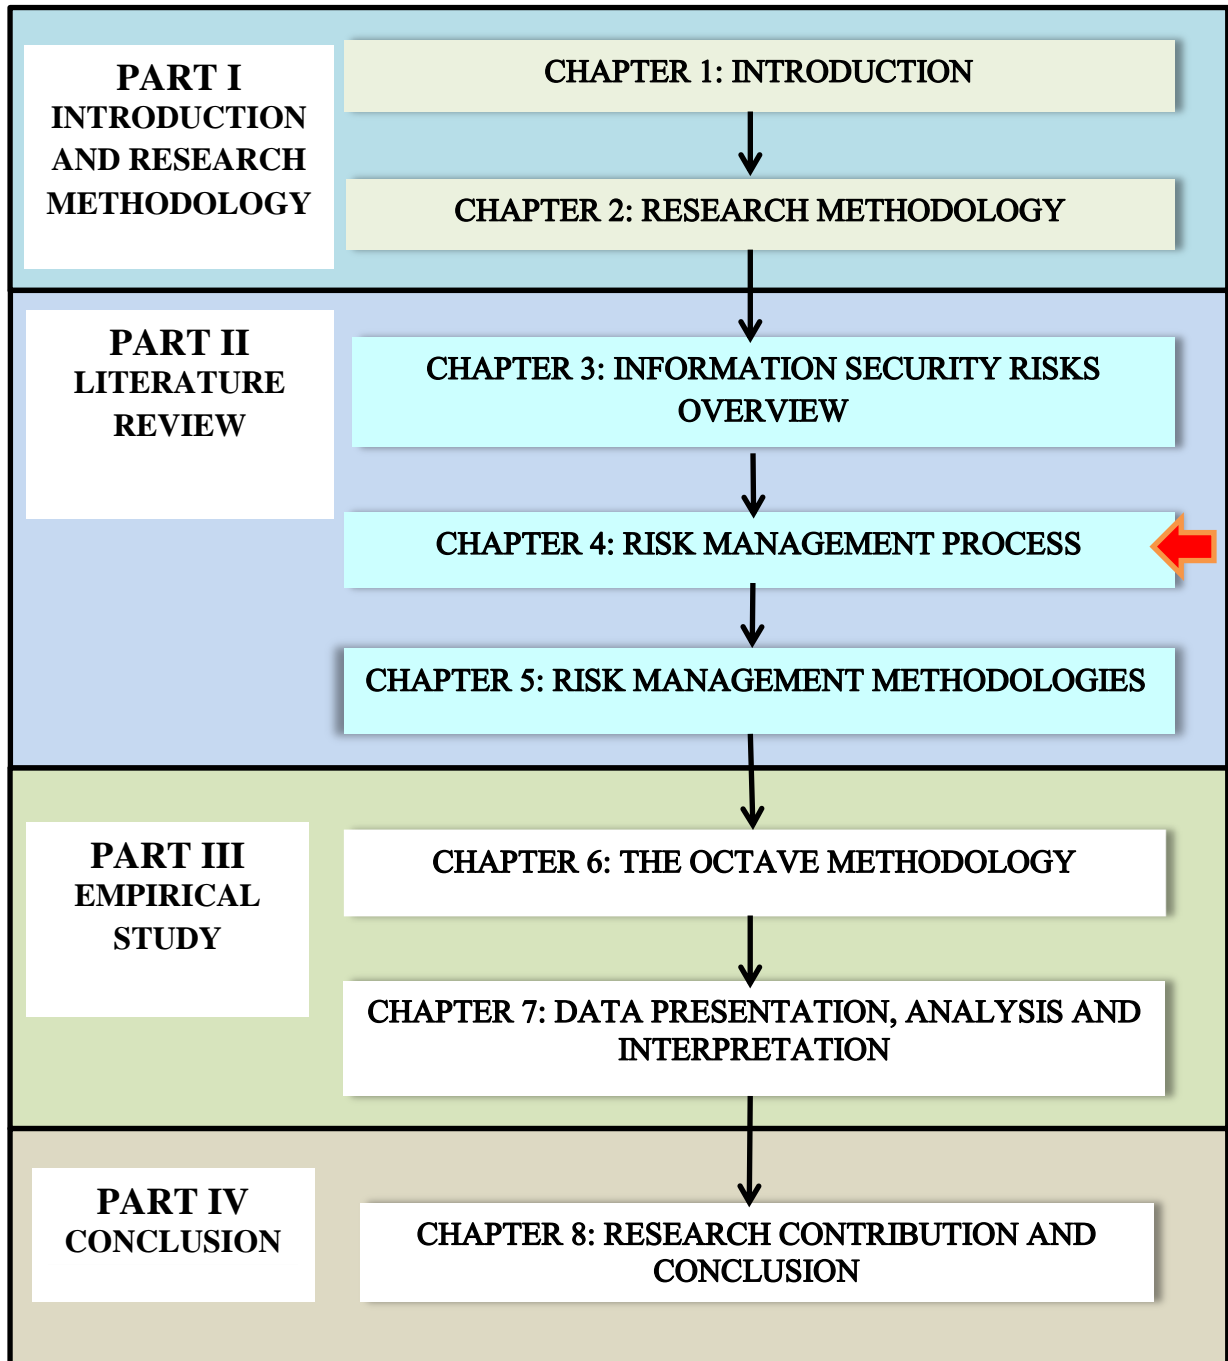 PART I
INTRODUCTION
AND RESEARCH
METHODOLOGY
CHAPTER 1: INTRODUCTION
CHAPTER 2: RESEARCH METHODOLOGY
PART II
LITERATURE
REVIEW
CHAPTER 3: INFORMATION SECURITY RISKS
OVERVIEW
CHAPTER 4: RISK MANAGEMENT PROCESS
CHAPTER 5: RISK MANAGEMENT METHODOLOGIES
PART III
EMPIRICAL
STUDY
CHAPTER 6: THE OCTAVE METHODOLOGY
CHAPTER 7: DATA PRESENTATION, ANALYSIS AND
INTERPRETATION
PART IV
CONCLUSION
CHAPTER 8: RESEARCH CONTRIBUTION AND
CONCLUSION